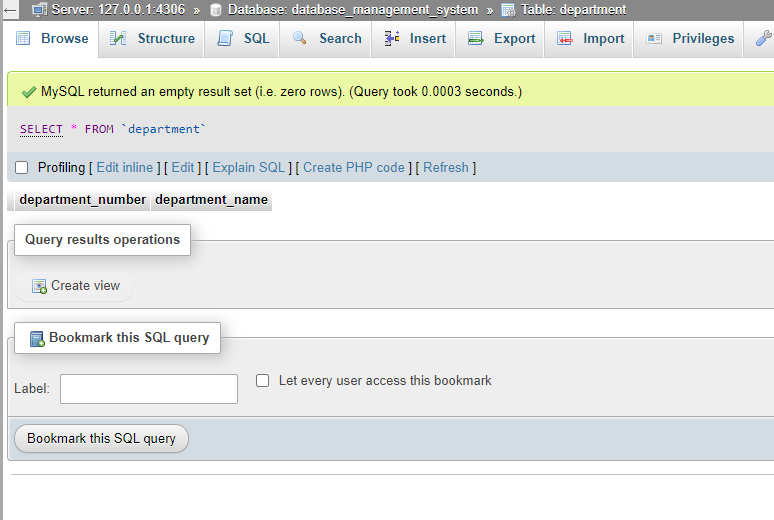 Server: 127.0.0.1:4306 » Database: database_management_system » Table: department
Browse Structure SQL Search Insert Export Import Privileges
MySQL returned an empty result set (i.e. zero rows). (Query took 0.0003 seconds.)
SELECT * FROM `department`
Profiling [ Edit inline ] [ Edit ] [ Explain SQL ] [ Create PHP code ] [ Refresh ]
department_number department_name
Query results operations
Create view
Bookmark this SQL query
Label: Let every user access this bookmark
Bookmark this SQL query